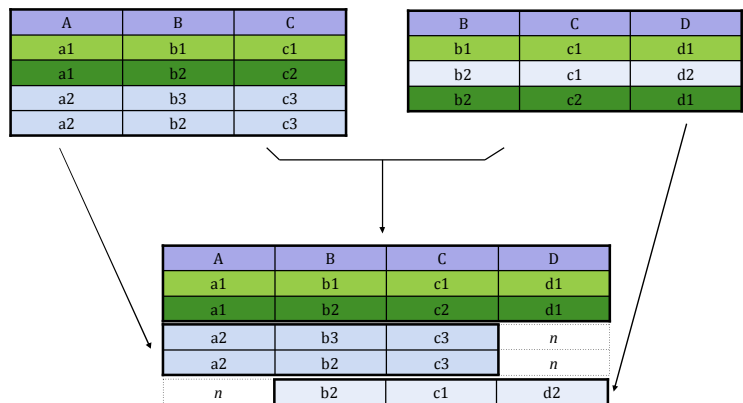 A B C
a1 b1 c1
a1 b2 c2
a2 b3 c3
a2 b2 c3
B C D
b1 c1 d1
b2 c1 d2
b2 c2 d1
A B C D
a1 b1 c1 d1
a1 b2 c2 d1
a2 b3 c3 n
a2 b2 c3 n
n b2 c1 d2